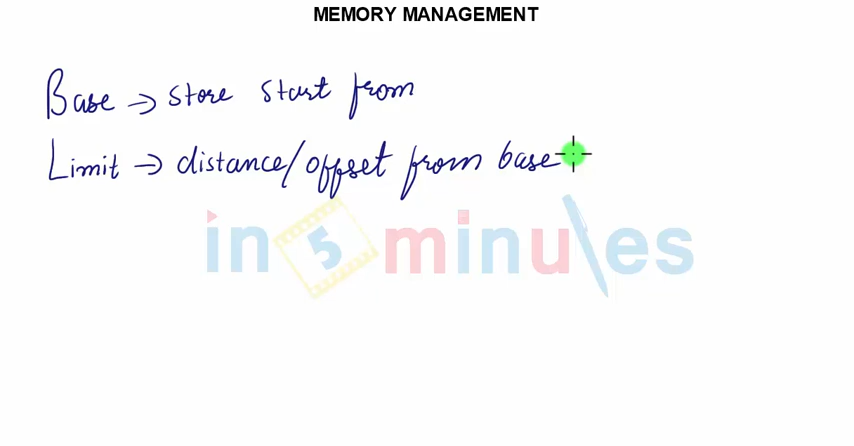 MEMORY MANAGEMENT
Base → store start from
Limit → distance/offset from base
in 5 minutes